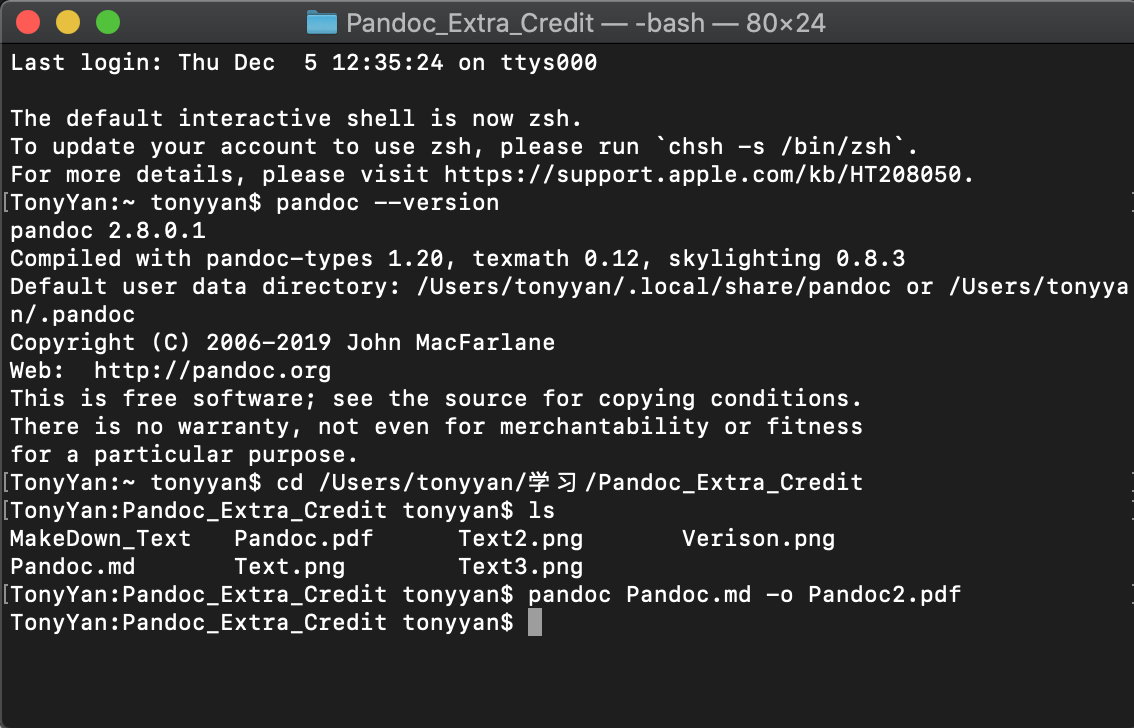 Pandoc_Extra_Credit — -bash — 80×24
Last login: Thu Dec  5 12:35:24 on ttys000
The default interactive shell is now zsh.
To update your account to use zsh, please run `chsh -s /bin/zsh`.
For more details, please visit https://support.apple.com/kb/HT208050.
[TonyYan:~ tonyyan$ pandoc --version
pandoc 2.8.0.1
Compiled with pandoc-types 1.20, texmath 0.12, skylighting 0.8.3
Default user data directory: /Users/tonyyan/.local/share/pandoc or /Users/tonyya
n/.pandoc
Copyright (C) 2006-2019 John MacFarlane
Web:  http://pandoc.org
This is free software; see the source for copying conditions.
There is no warranty, not even for merchantability or fitness
for a particular purpose.
[TonyYan:~ tonyyan$ cd /Users/tonyyan/学习/Pandoc_Extra_Credit
[TonyYan:Pandoc_Extra_Credit tonyyan$ ls
MakeDown_Text   Pandoc.pdf      Text2.png       Verison.png
Pandoc.md       Text.png        Text3.png
[TonyYan:Pandoc_Extra_Credit tonyyan$ pandoc Pandoc.md -o Pandoc2.pdf
TonyYan:Pandoc_Extra_Credit tonyyan$